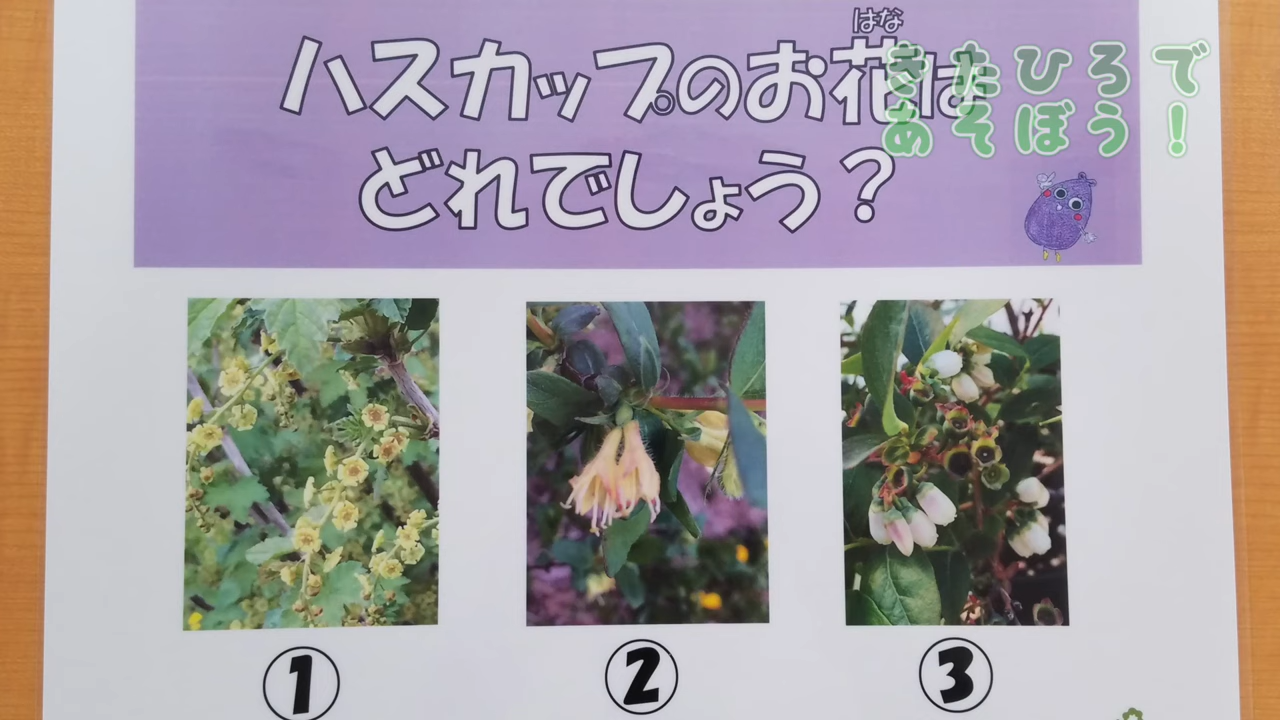 はな
ハスカップのお花は
どれでしょう？
きたひろで
あそぼう！
① ② ③